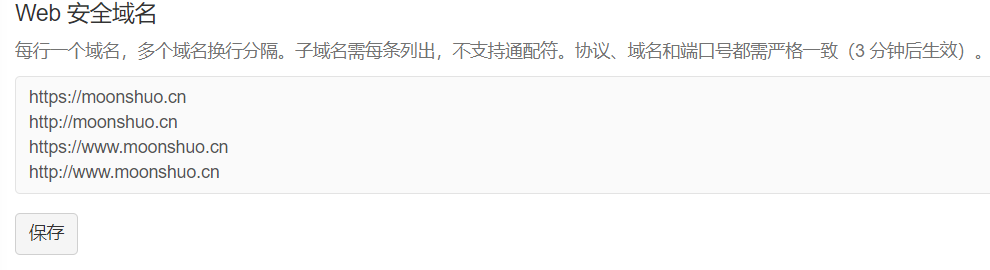 Web 安全域名
每行一个域名，多个域名换行分隔。子域名需每条列出，不支持通配符。协议、域名和端口号都需严格一致（3 分钟后生效）。
https://moonshuo.cn
http://moonshuo.cn
https://www.moonshuo.cn
http://www.moonshuo.cn
保存